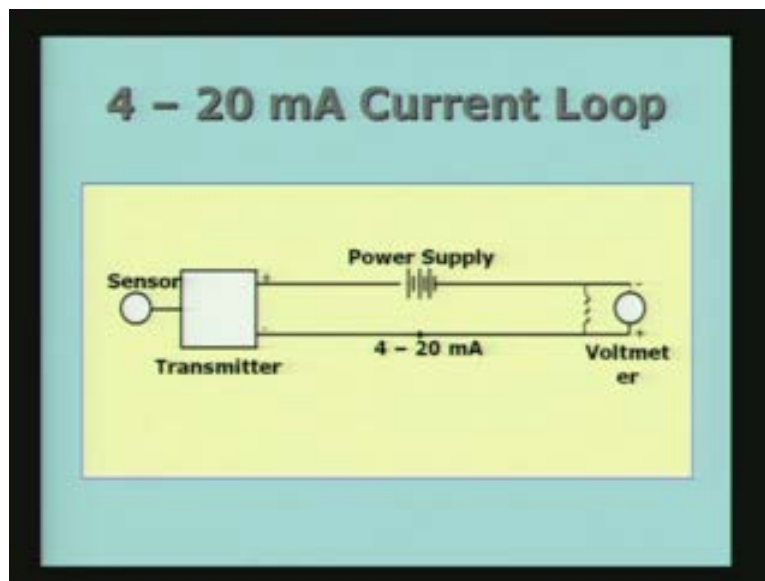 4 – 20 mA Current Loop
Power Supply
Sensor
+
-
-
+
4 – 20 mA
Transmitter
Voltmet
er